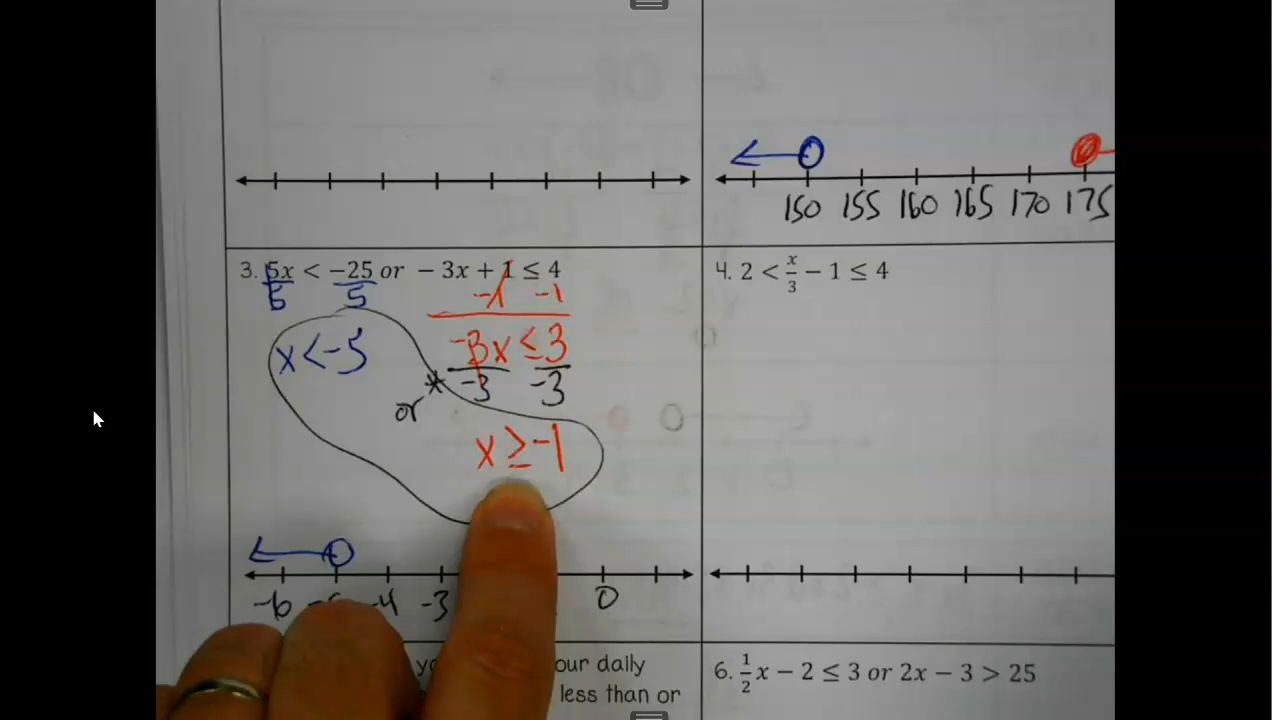 150 155 160 165 170 175
3. 5x < −25 or − 3x + 1 ≤ 4
5 5 -1 -1
x < -5 -3x ≤ 3
* -3 -3
or
x ≥ -1
-6 -4 -3 0
our daily
less than or
4. 2 < x/3 − 1 ≤ 4
6. 1/2 x − 2 ≤ 3 or 2x − 3 > 25